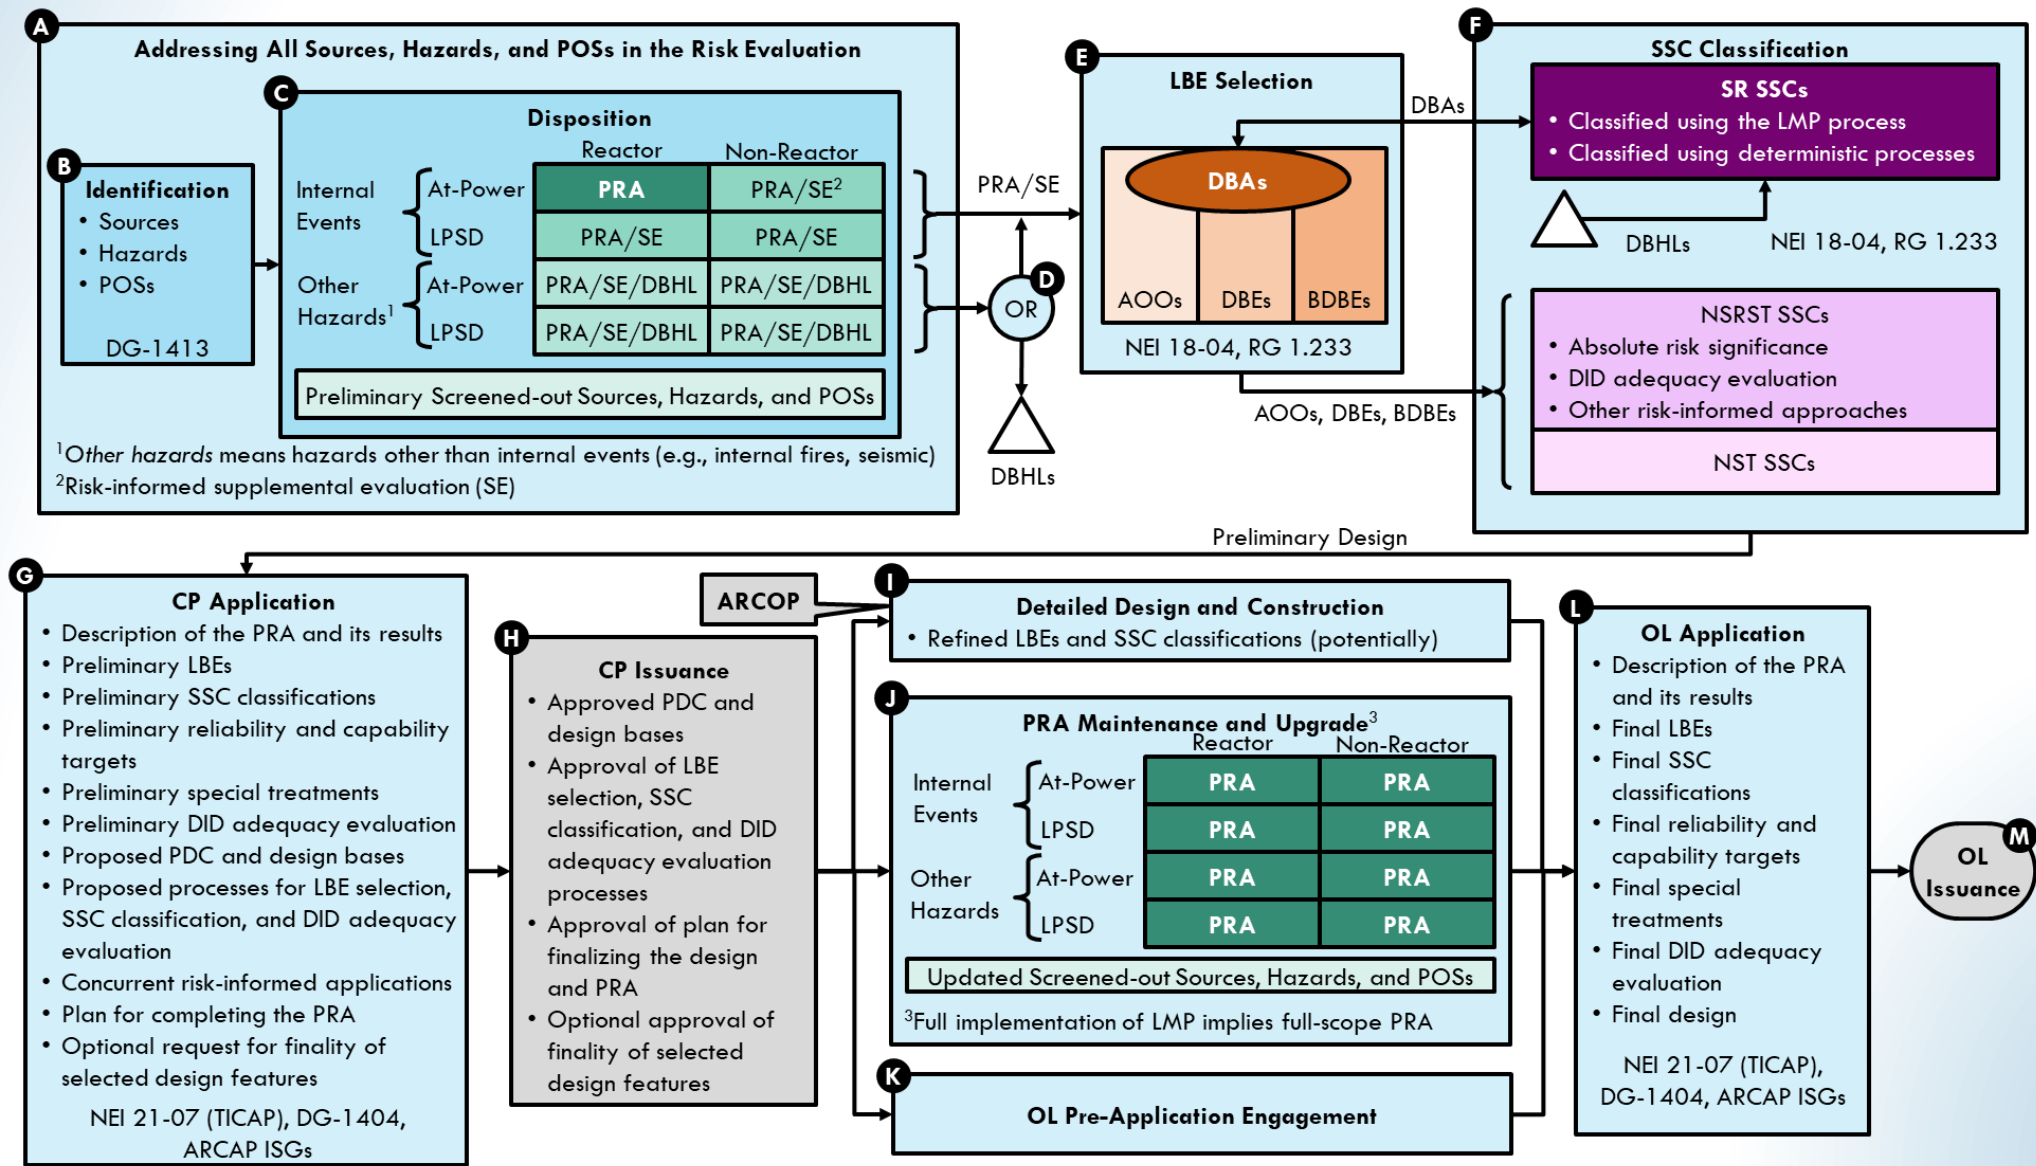 A
Addressing All Sources, Hazards, and POSs in the Risk Evaluation
B
Identification
• Sources
• Hazards
• POSs
DG-1413
C
Disposition
Reactor Non-Reactor
Internal Events
At-Power PRA PRA/SE²
LPSD PRA/SE PRA/SE
Other Hazards¹
At-Power PRA/SE/DBHL PRA/SE/DBHL
LPSD PRA/SE/DBHL PRA/SE/DBHL
Preliminary Screened-out Sources, Hazards, and POSs
¹Other hazards means hazards other than internal events (e.g., internal fires, seismic)
²Risk-informed supplemental evaluation (SE)
PRA/SE
D
OR
DBHLs
E
LBE Selection
DBAs
AOOs DBEs BDBEs
NEI 18-04, RG 1.233
DBAs
AOOs, DBEs, BDBEs
F
SSC Classification
SR SSCs
• Classified using the LMP process
• Classified using deterministic processes
DBHLs
NEI 18-04, RG 1.233
NSRST SSCs
• Absolute risk significance
• DID adequacy evaluation
• Other risk-informed approaches
NST SSCs
Preliminary Design
G
CP Application
• Description of the PRA and its results
• Preliminary LBEs
• Preliminary SSC classifications
• Preliminary reliability and capability
targets
• Preliminary special treatments
• Preliminary DID adequacy evaluation
• Proposed PDC and design bases
• Proposed processes for LBE selection,
SSC classification, and DID adequacy
evaluation
• Concurrent risk-informed applications
• Plan for completing the PRA
• Optional request for finality of
selected design features
NEI 21-07 (TICAP), DG-1404,
ARCAP ISGs
H
CP Issuance
• Approved PDC and
design bases
• Approval of LBE
selection, SSC
classification, and DID
adequacy evaluation
processes
• Approval of plan for
finalizing the design
and PRA
• Optional approval of
finality of selected
design features
ARCOP
I
Detailed Design and Construction
• Refined LBEs and SSC classifications (potentially)
J
PRA Maintenance and Upgrade³
Reactor Non-Reactor
Internal Events
At-Power PRA PRA
LPSD PRA PRA
Other Hazards
At-Power PRA PRA
LPSD PRA PRA
Updated Screened-out Sources, Hazards, and POSs
³Full implementation of LMP implies full-scope PRA
K
OL Pre-Application Engagement
L
OL Application
• Description of the PRA
and its results
• Final LBEs
• Final SSC
classifications
• Final reliability and
capability targets
• Final special
treatments
• Final DID adequacy
evaluation
• Final design
NEI 21-07 (TICAP),
DG-1404, ARCAP ISGs
M
OL
Issuance